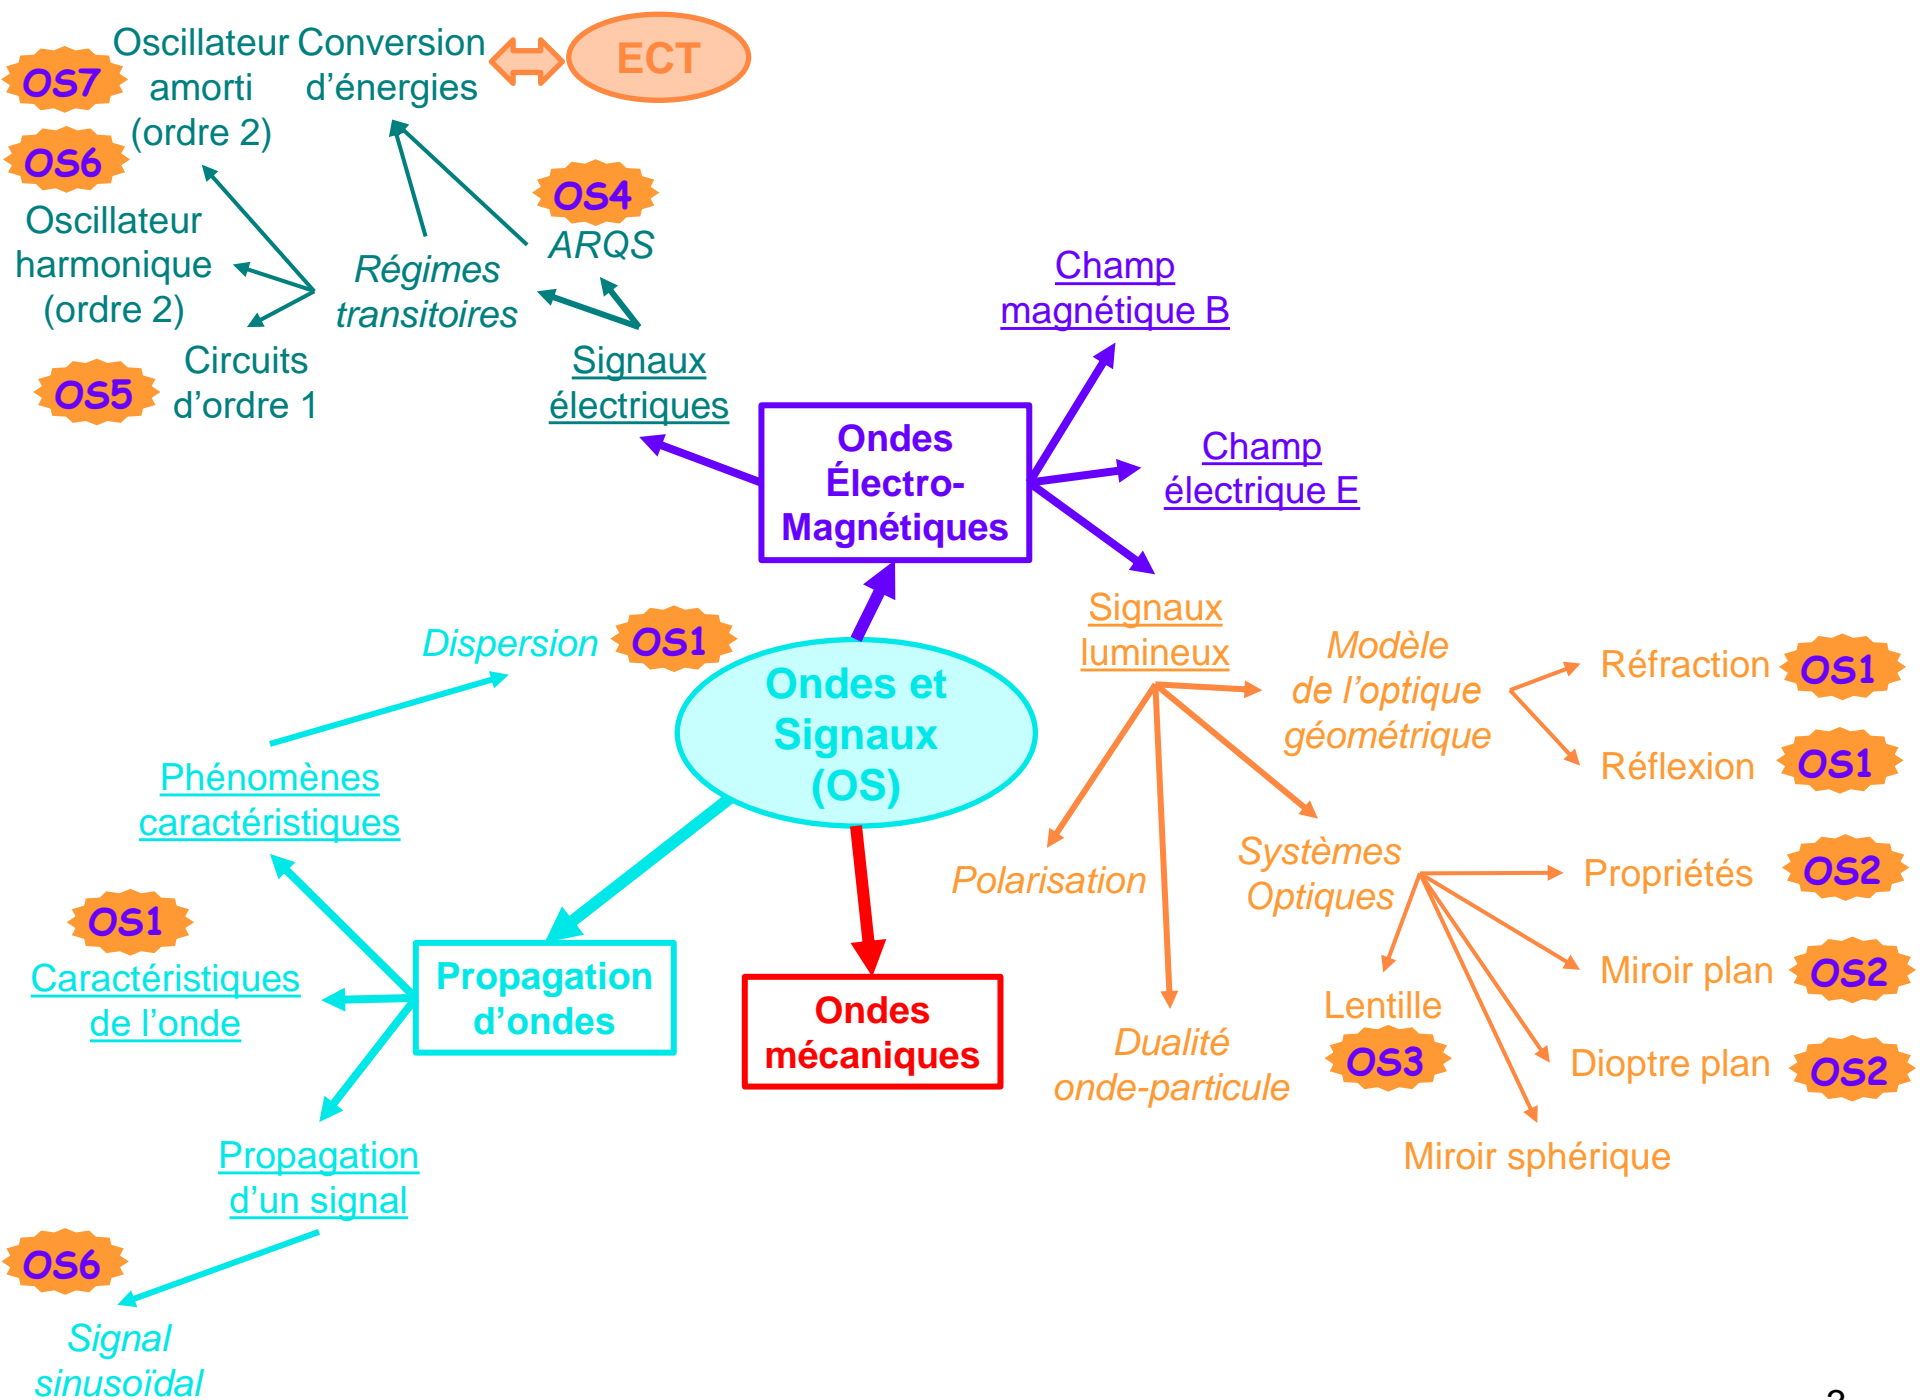 Oscillateur
amorti
(ordre 2)
Conversion
d'énergies
ECT
OS7
OS6
OS4
ARQS
Oscillateur
harmonique
(ordre 2)
Régimes
transitoires
Circuits
d'ordre 1
OS5
Signaux
électriques
Champ
magnétique B
Ondes
Électro-
Magnétiques
Champ
électrique E
Dispersion
OS1
Signaux
lumineux
Modèle
de l'optique
géométrique
Réfraction
OS1
Réflexion
OS1
Ondes et
Signaux
(OS)
Phénomènes
caractéristiques
Polarisation
Systèmes
Optiques
Propriétés
OS2
Miroir plan
OS2
OS1
Caractéristiques
de l'onde
Propagation
d'ondes
Ondes
mécaniques
Dualité
onde-particule
Lentille
OS3
Dioptre plan
OS2
Miroir sphérique
Propagation
d'un signal
OS6
Signal
sinusoïdal